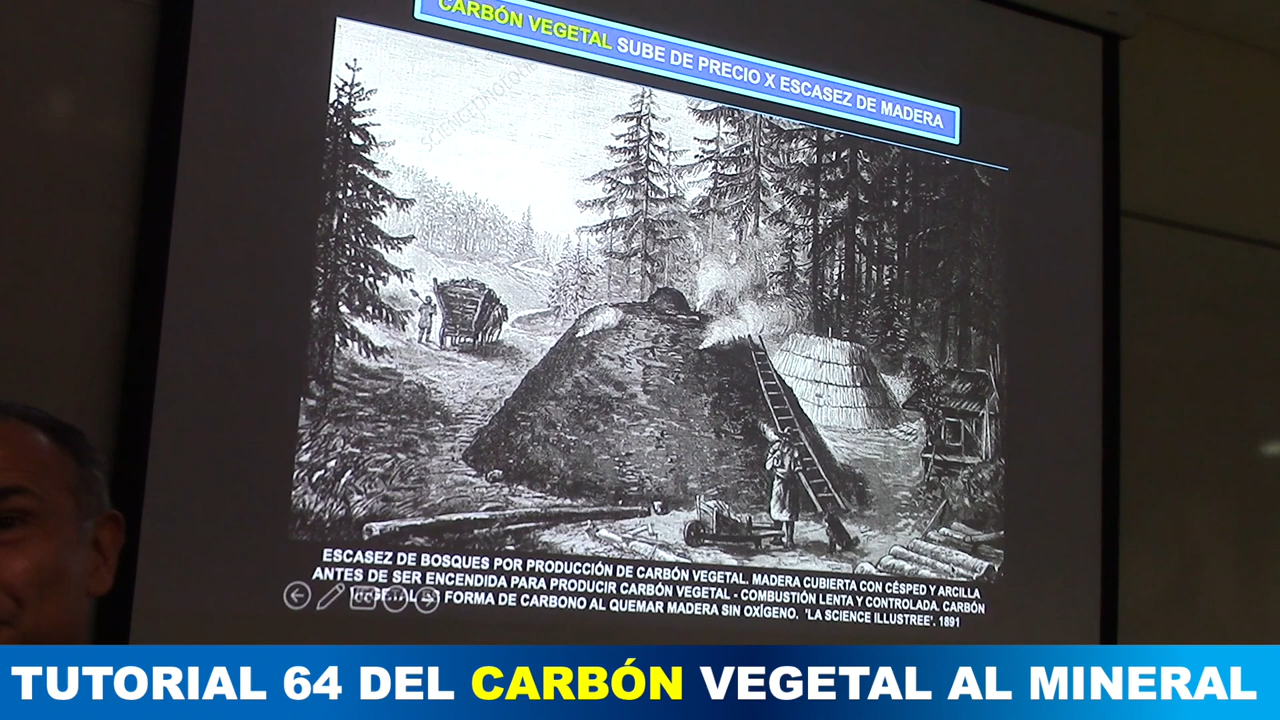 CARBÓN VEGETAL SUBE DE PRECIO X ESCASEZ DE MADERA
ESCASEZ DE BOSQUES POR PRODUCCIÓN DE CARBÓN VEGETAL. MADERA CUBIERTA CON CÉSPED Y ARCILLA
ANTES DE SER ENCENDIDA PARA PRODUCIR CARBÓN VEGETAL - COMBUSTIÓN LENTA Y CONTROLADA. CARBÓN
VEGETAL ES FORMA DE CARBONO AL QUEMAR MADERA SIN OXÍGENO. 'LA SCIENCE ILLUSTREE'. 1891
TUTORIAL 64 DEL CARBÓN VEGETAL AL MINERAL